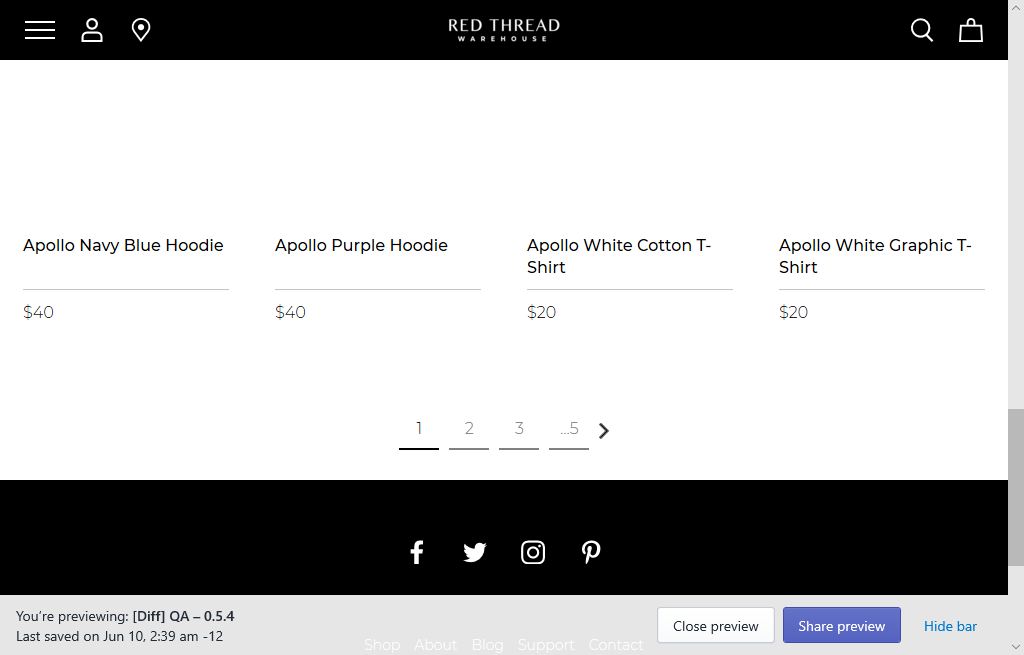 RED THREAD
WAREHOUSE
Apollo Navy Blue Hoodie
$40
Apollo Purple Hoodie
$40
Apollo White Cotton T-
Shirt
$20
Apollo White Graphic T-
Shirt
$20
1 2 3 ...5
You're previewing: [Diff] QA – 0.5.4
Last saved on Jun 10, 2:39 am -12
Close preview
Share preview
Hide bar
Shop About Blog Support Contact